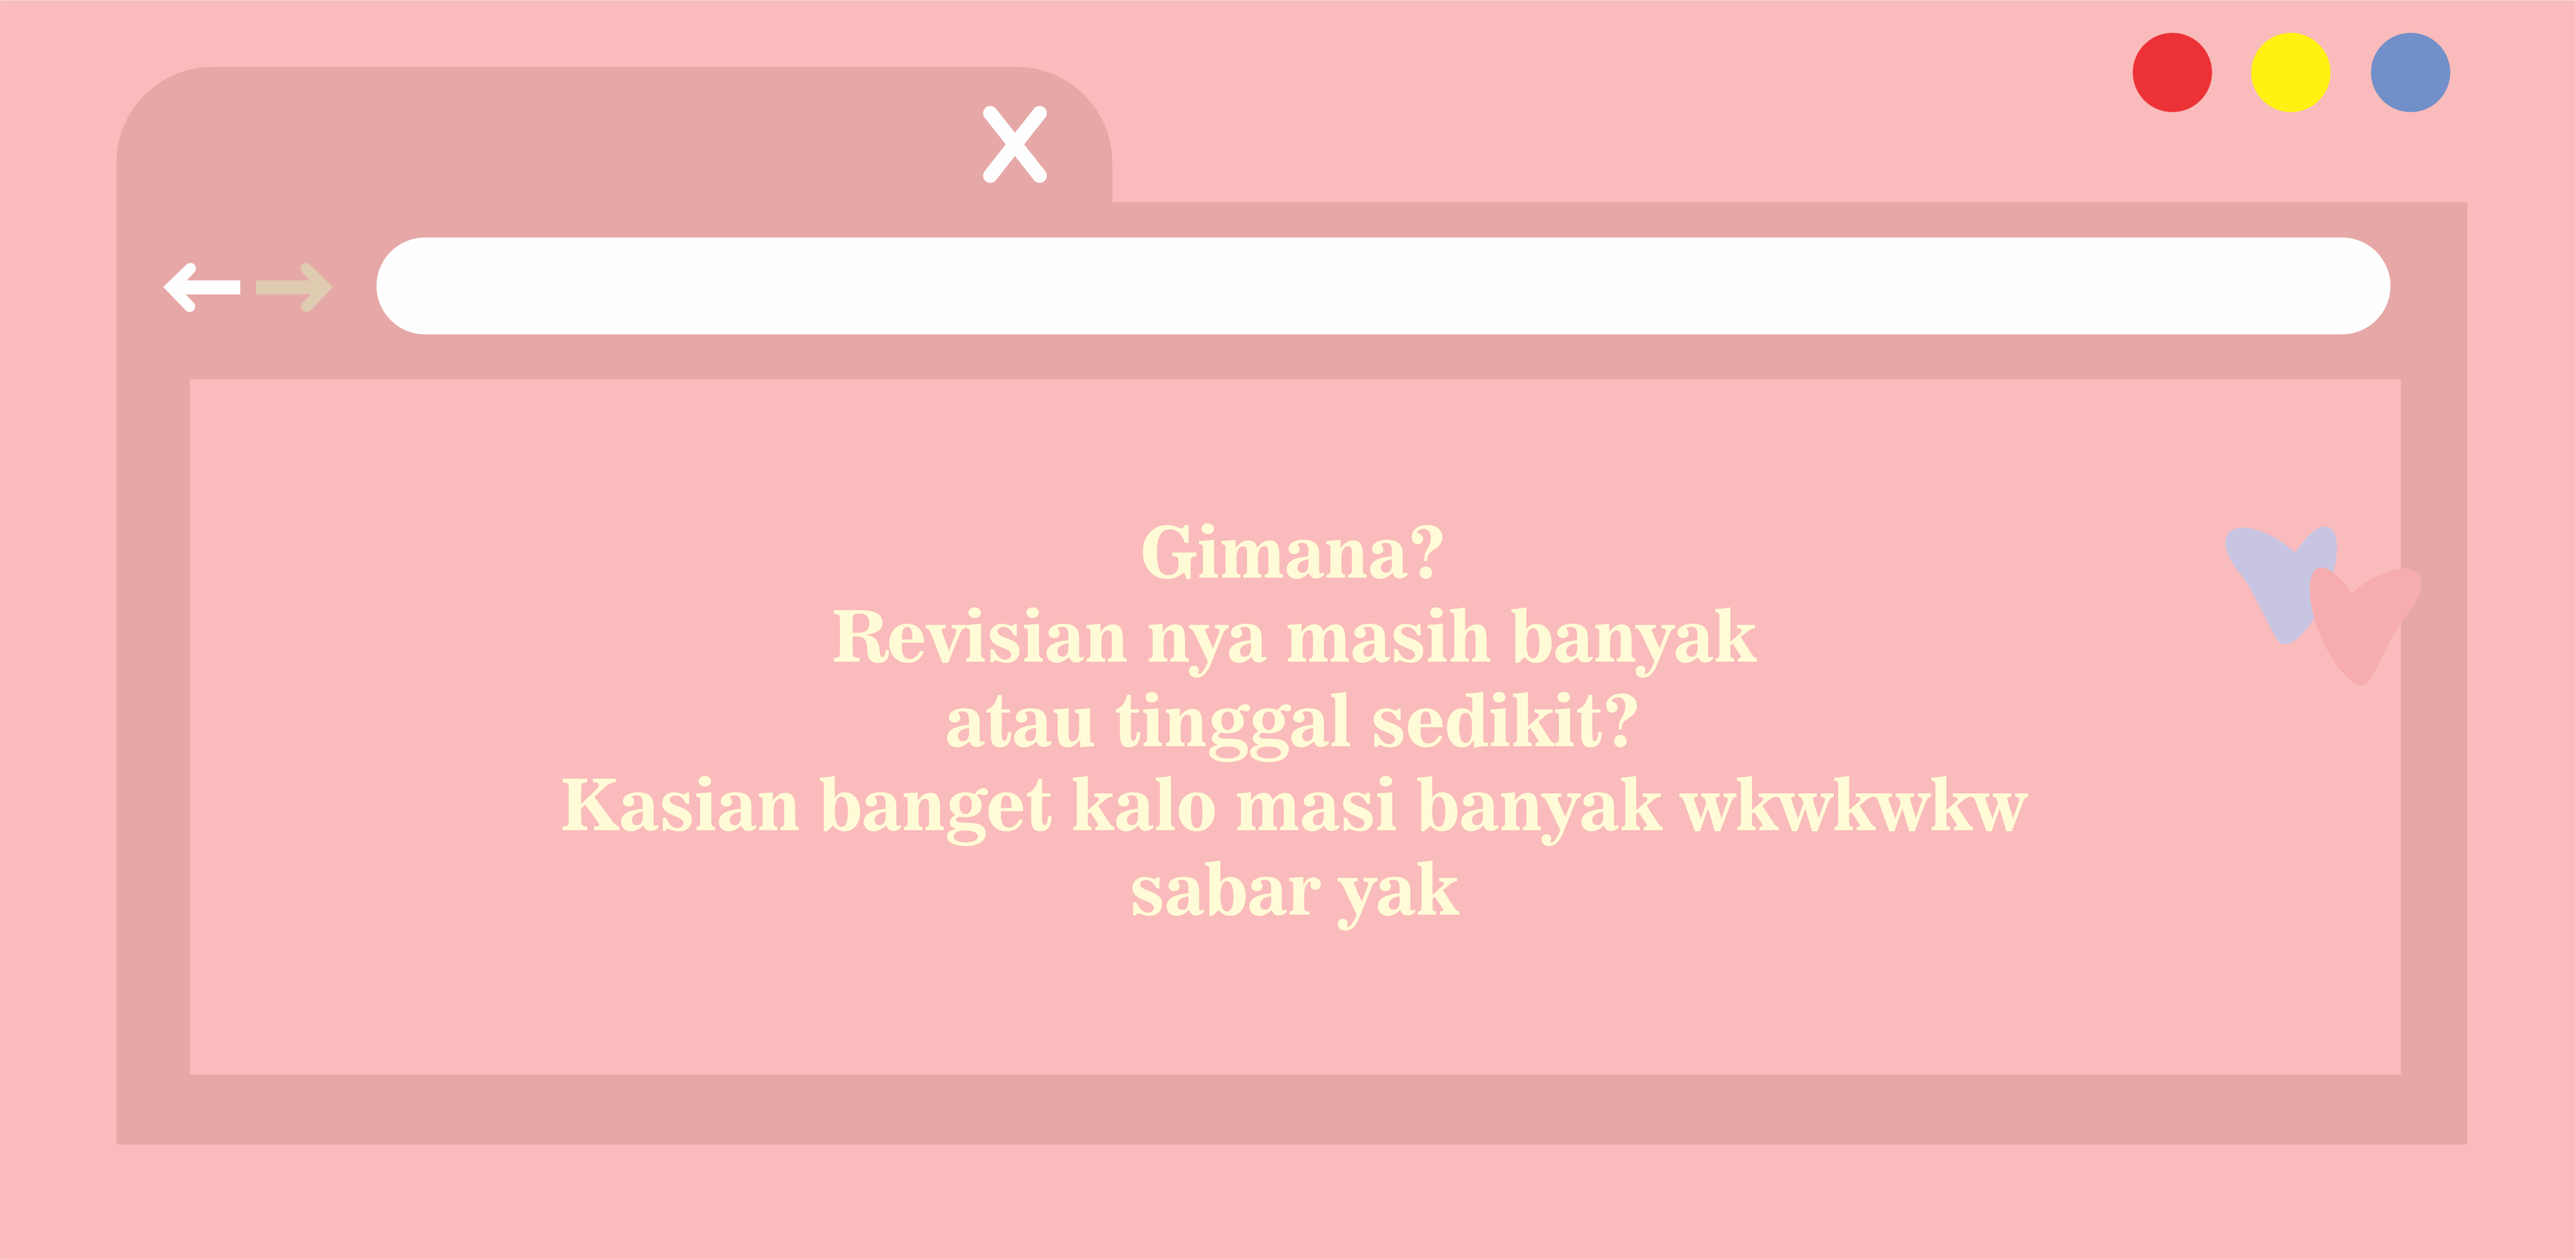 Gimana?
Revisian nya masih banyak
atau tinggal sedikit?
Kasian banget kalo masi banyak wkwkwkw
sabar yak